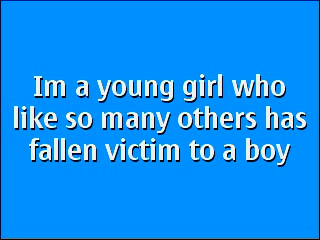 Im a young girl who
like so many others has
fallen victim to a boy